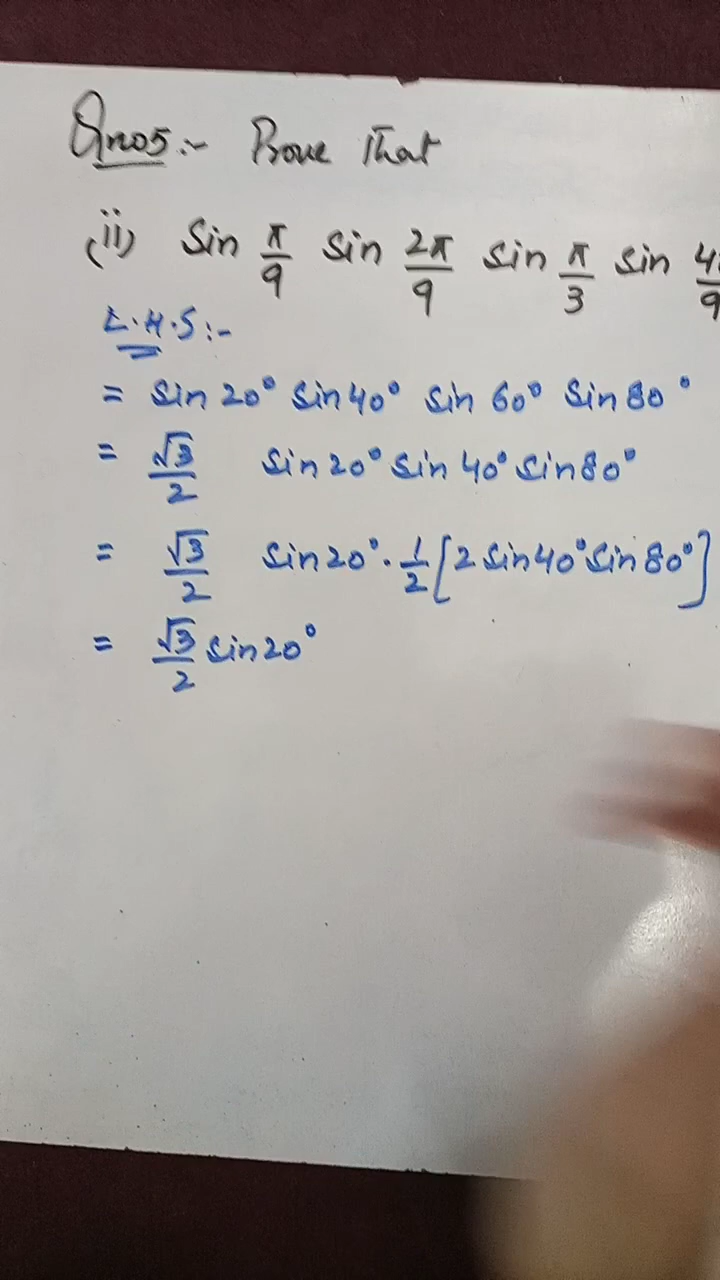 Qno5:- Prove That
(ii) Sin π/9 Sin 2π/9 Sin π/3 Sin 4
L.H.S:-
= Sin 20° Sin 40° Sin 60° Sin 80°
= √3/2 Sin 20° Sin 40° Sin 80°
= √3/2 Sin 20° · 1/2 [2 Sin 40° Sin 80°]
= √3/2 Sin 20°